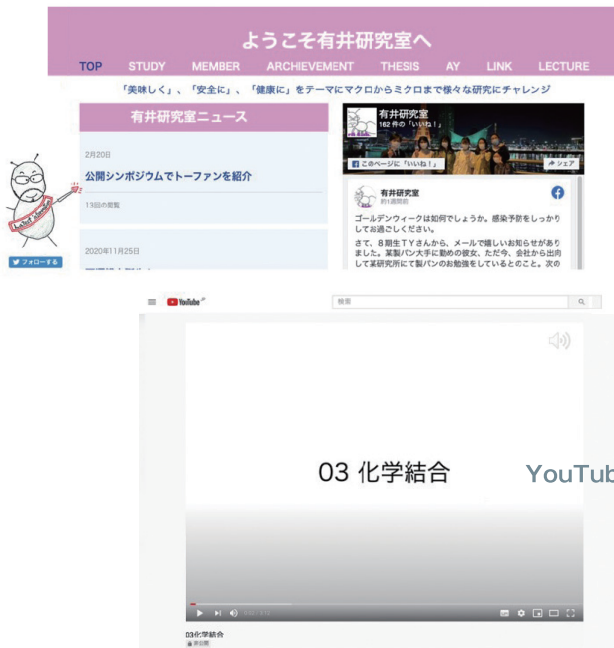 ようこそ有井研究室へ
TOP STUDY MEMBER ARCHIEVEMENT THESIS AY LINK LECTURE
「美味しく」、「安全に」、「健康に」をテーマにマクロからミクロまで様々な研究にチャレンジ
有井研究室ニュース
2月20日
公開シンポジウムでトーファンを紹介
13回の閲覧
2020年11月25日
フォローする
有井研究室
162 件の「いいね！」
このページに「いいね！」
シェア
有井研究室
約1週間前
ゴールデンウィークは如何でしょうか。感染予防をしっかり
してお過ごしください。
さて、８期生ＴＹさんから、メールで嬉しいお知らせがあり
ました。某製パン大手に勤めの彼女、ただ今、会社から出向
して某研究所にて製パンのお勉強をしているとのこと。次の
YouTube JP
検索
03 化学結合
YouTub
03化学結合
非公開